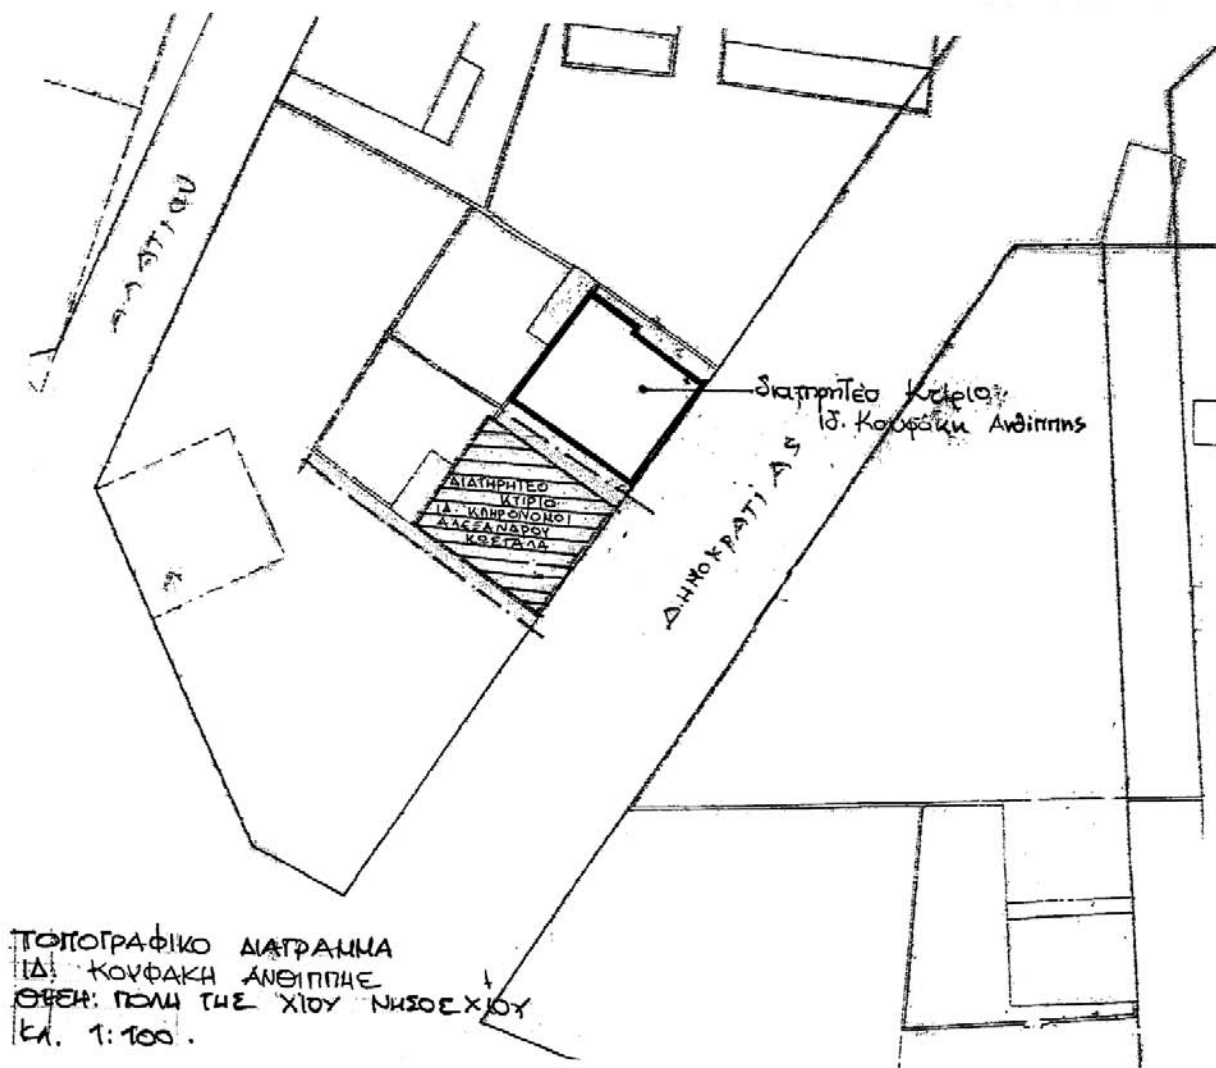 ΠΛΑΤΙΑΝΟΥ
διατηρητέο Κτίριο
Ιδ. Κουφάκη Ανθίππης
ΔΙΑΤΗΡΗΤΕΟ
ΚΤΙΡΙΟ
ΙΔ. ΚΛΗΡΟΝΟΜΟΙ
ΑΛΕΞΑΝΔΡΟΥ
ΔΗΜΟΚΡΑΤΙΑΣ
ΤΟΠΟΓΡΑΦΙΚΟ ΔΙΑΓΡΑΜΜΑ
ΙΔ. ΚΟΥΦΑΚΗ ΑΝΘΙΠΠΗΣ
ΘΕΣΗ: ΠΟΛΗ ΤΗΣ ΧΙΟΥ ΝΗΣΟΣ ΧΙΟΥ
ΚΛ. 1:100.